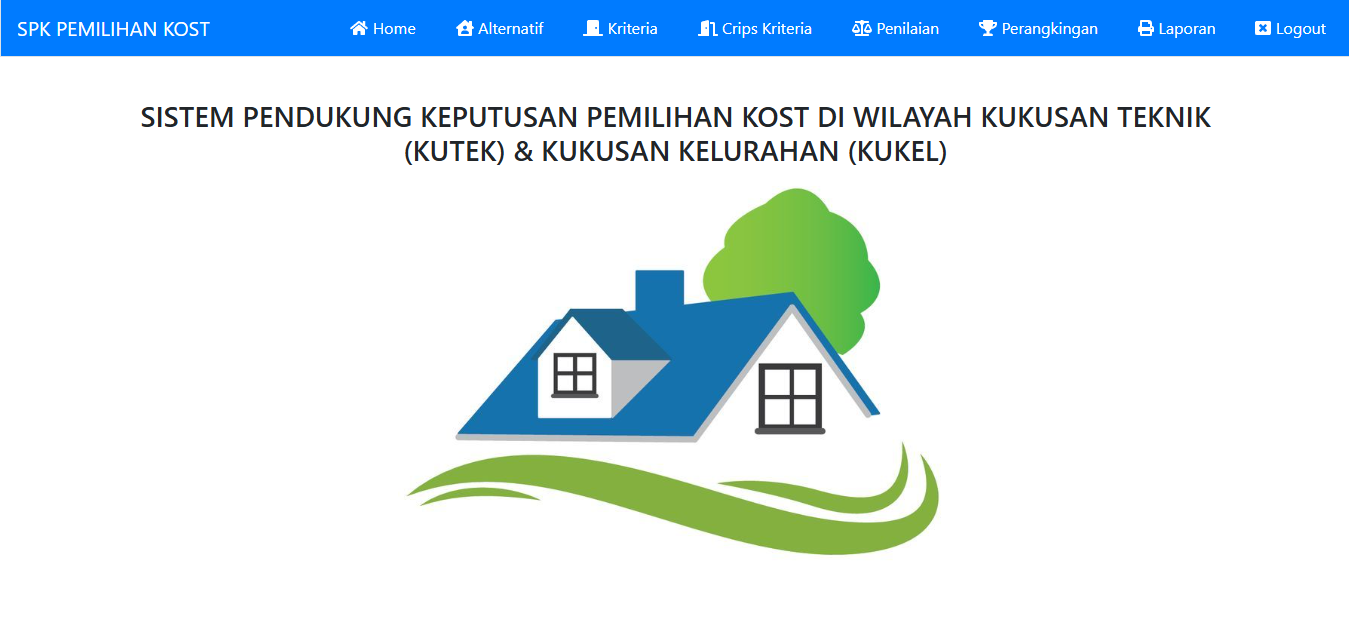 SPK PEMILIHAN KOST Home Alternatif Kriteria Crips Kriteria Penilaian Perangkingan Laporan Logout
SISTEM PENDUKUNG KEPUTUSAN PEMILIHAN KOST DI WILAYAH KUKUSAN TEKNIK
(KUTEK) & KUKUSAN KELURAHAN (KUKEL)